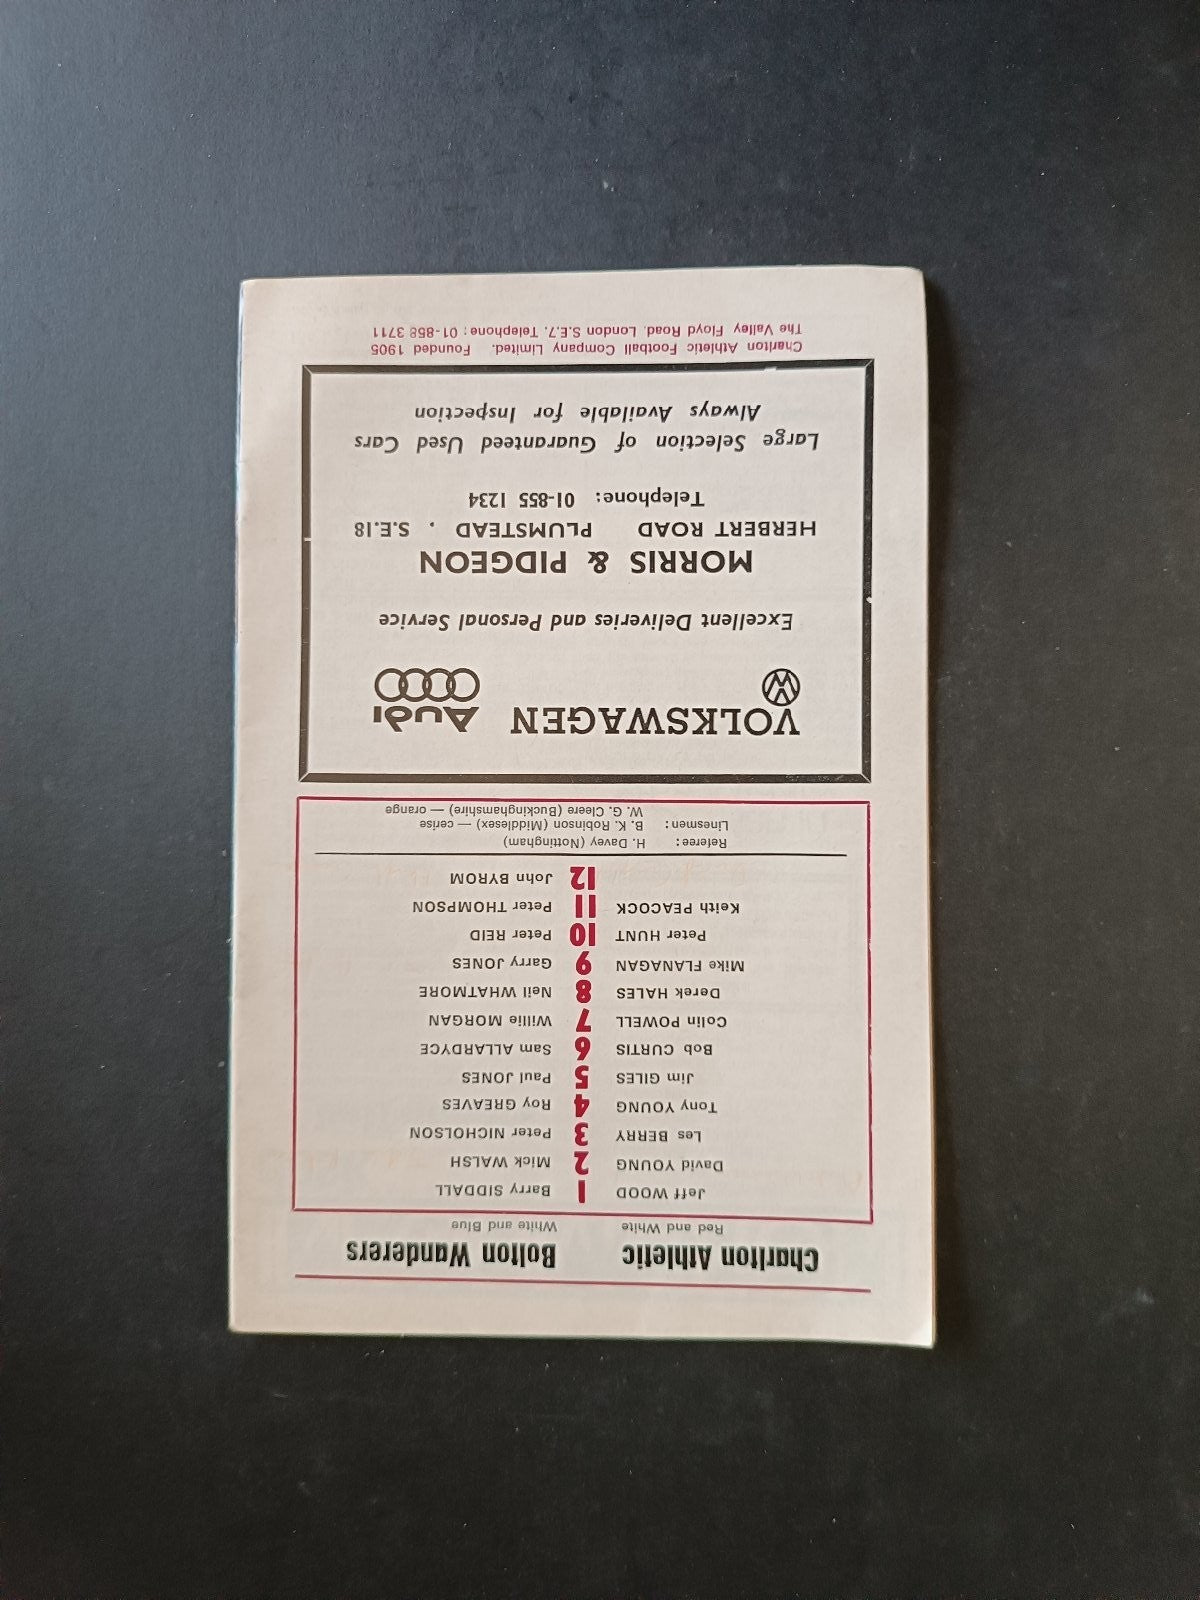 Charlton Athletic Bolton Wanderers
Red and White White and Blue
Jeff WOOD 1 Barry SIDDALL
David YOUNG 2 Mick WALSH
Les BERRY 3 Peter NICHOLSON
Tony YOUNG 4 Roy GREAVES
Jim GILES 5 Paul JONES
Bob CURTIS 6 Sam ALLARDYCE
Colin POWELL 7 Willie MORGAN
Derek HALES 8 Neil WHATMORE
Mike FLANAGAN 9 Garry JONES
Peter HUNT 10 Peter REID
Keith PEACOCK 11 Peter THOMPSON
12 John BYROM
Referee: H. Davey (Nottingham)
Linesmen: B. K. Robinson (Middlesex) — cerise
W. G. Cleere (Buckinghamshire) — orange
VOLKSWAGEN Audi
Excellent Deliveries and Personal Service
MORRIS & PIDGEON
HERBERT ROAD PLUMSTEAD . S.E.18
Telephone: 01-855 1234
Large Selection of Guaranteed Used Cars
Always Available for Inspection
Charlton Athletic Football Company Limited. Founded 1905
The Valley Floyd Road. London S.E.7. Telephone: 01-858 3711